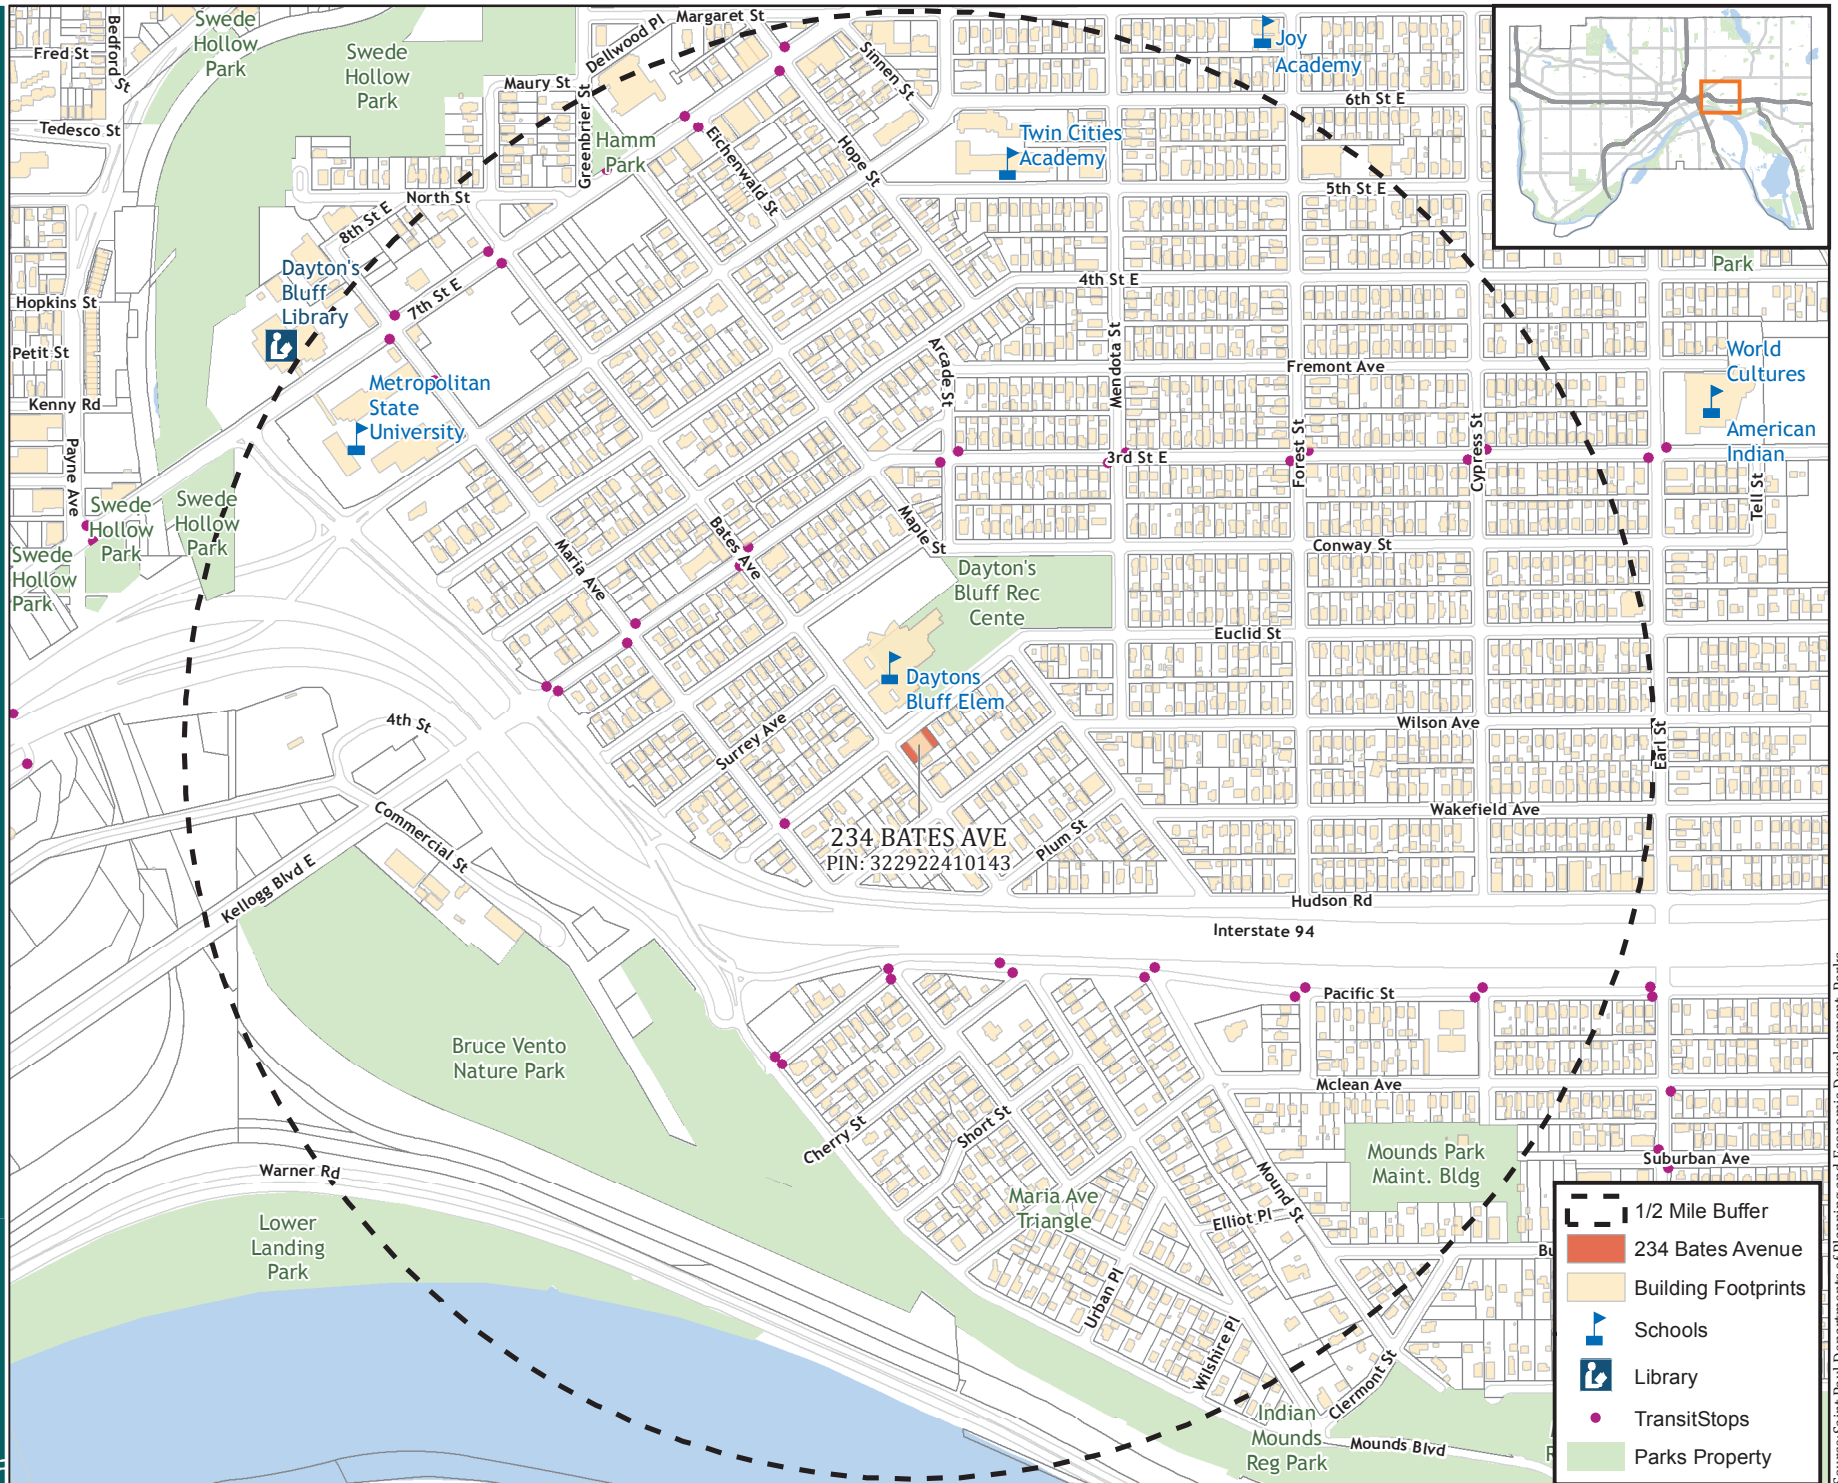 Fred St
Bedford St
Swede
Hollow
Park
Swede
Hollow
Park
Dellwood Pl
Margaret St
Maury St
Greenbrier St
Sinnen St
Joy
Academy
6th St E
Tedesco St
Hamm
Park
Eichenwald St
Hope St
Twin Cities
Academy
5th St E
North St
8th St E
Dayton's
Bluff
Library
7th St E
4th St E
Park
Hopkins St
Petit St
Kenny Rd
Payne Ave
Metropolitan
State
University
Arcade St
Mendota St
Fremont Ave
World
Cultures
Forest St
Cypress St
3rd St E
American
Indian
Tell St
Swede
Hollow
Park
Swede
Hollow
Park
Swede
Hollow
Park
Maria Ave
Bates Ave
Maple St
Conway St
Dayton's
Bluff Rec
Cente
Euclid St
Daytons
Bluff Elem
4th St
Surrey Ave
Wilson Ave
Earl St
Commercial St
234 BATES AVE
PIN: 322922410143
Plum St
Wakefield Ave
Kellogg Blvd E
Hudson Rd
Interstate 94
Pacific St
Bruce Vento
Nature Park
Mclean Ave
Cherry St
Short St
Mounds Park
Maint. Bldg
Suburban Ave
Warner Rd
Maria Ave
Triangle
Mound St
Elliot Pl
Lower
Landing
Park
Urban Pl
Wilshire Pl
Clermont St
Indian
Mounds
Reg Park
Mounds Blvd
1/2 Mile Buffer
234 Bates Avenue
Building Footprints
Schools
Library
TransitStops
Parks Property